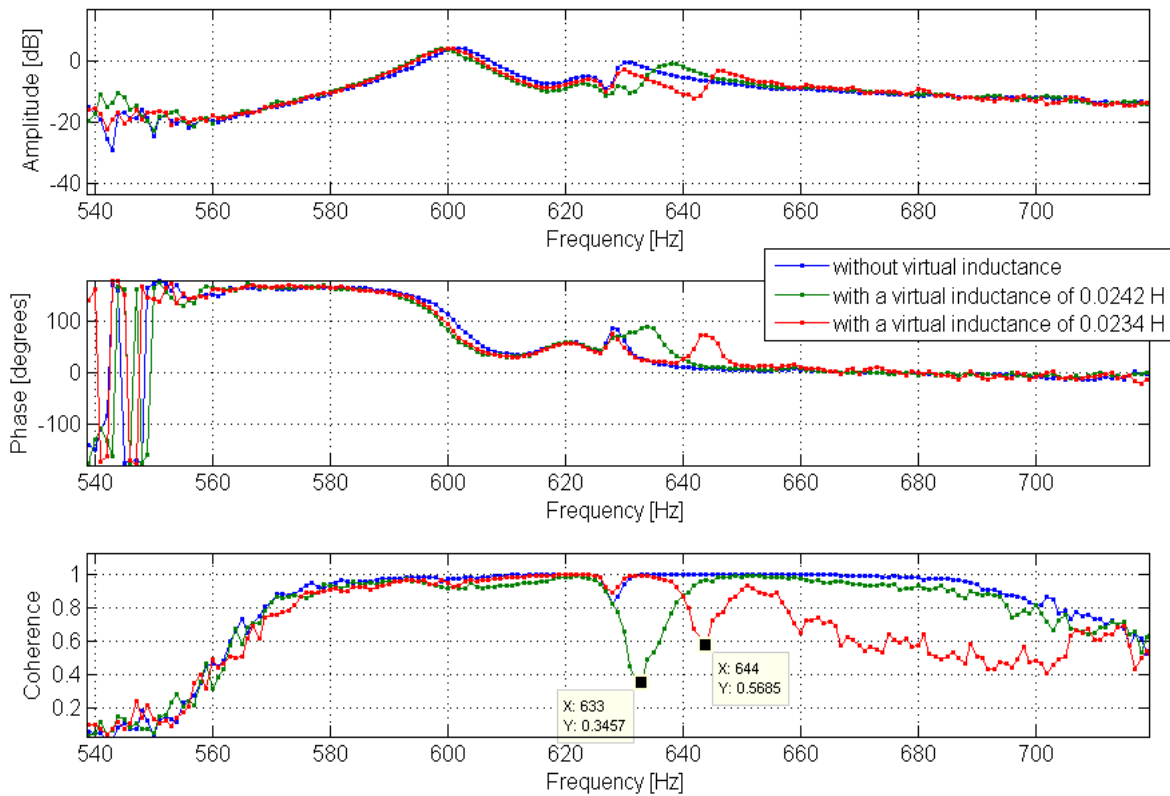 Amplitude [dB]
0
-20
-40
540 560 580 600 620 640 660 680 700
Frequency [Hz]
without virtual inductance
with a virtual inductance of 0.0242 H
with a virtual inductance of 0.0234 H
Phase [degrees]
100
0
-100
540 560 580 600 620 640 660 680 700
Frequency [Hz]
Coherence
1
0.8
0.6
0.4
0.2
X: 644
Y: 0.5685
X: 633
Y: 0.3457
540 560 580 600 620 640 660 680 700
Frequency [Hz]